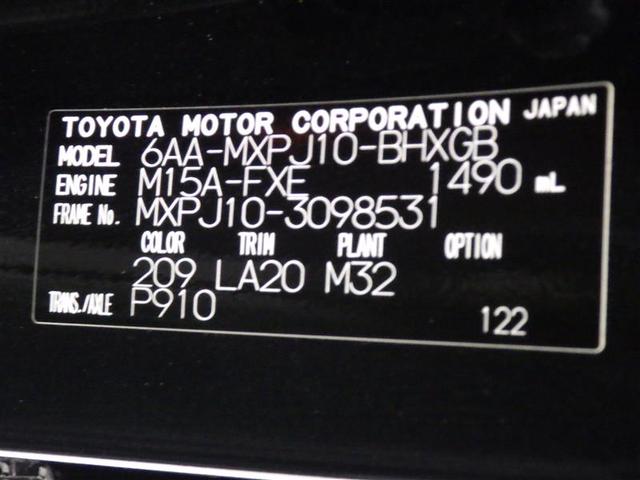 TOYOTA MOTOR CORPORATION JAPAN
MODEL 6AA-MXPJ10-BHXGB
ENGINE M15A-FXE 1490 mL
FRAME No. MXPJ10-3098531
COLOR TRIM PLANT OPTION
209 LA20 M32
TRANS./AXLE P910
122